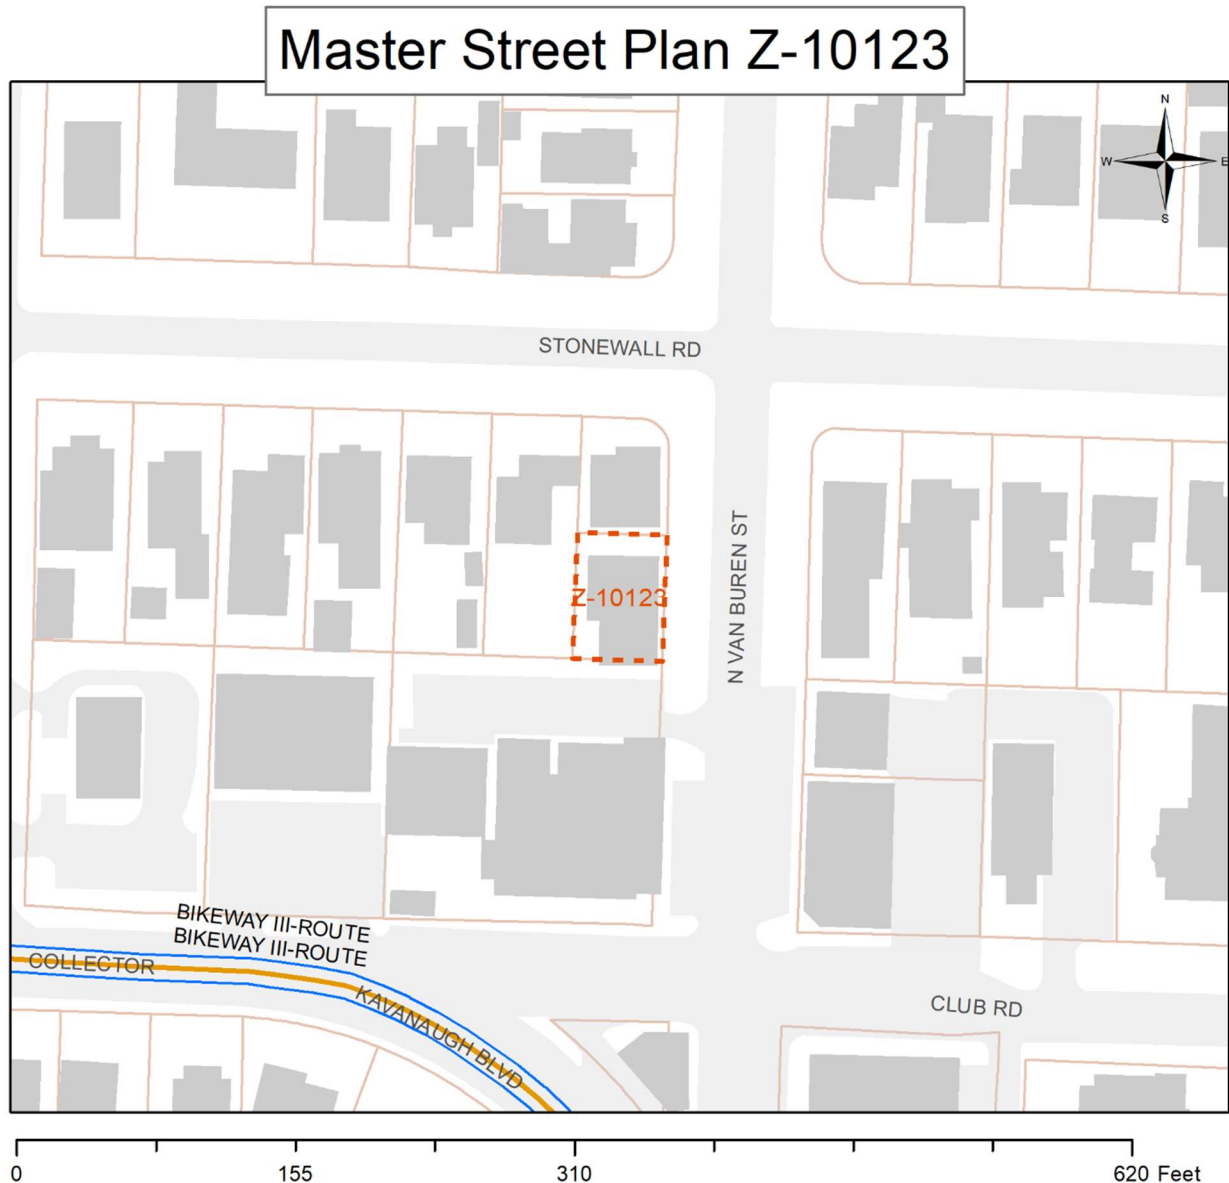 Master Street Plan Z-10123
N
W E
S
STONEWALL RD
N VAN BUREN ST
Z-10123
BIKEWAY III-ROUTE
BIKEWAY III-ROUTE
COLLECTOR
KAVANAUGH BLVD
CLUB RD
0 155 310 620 Feet